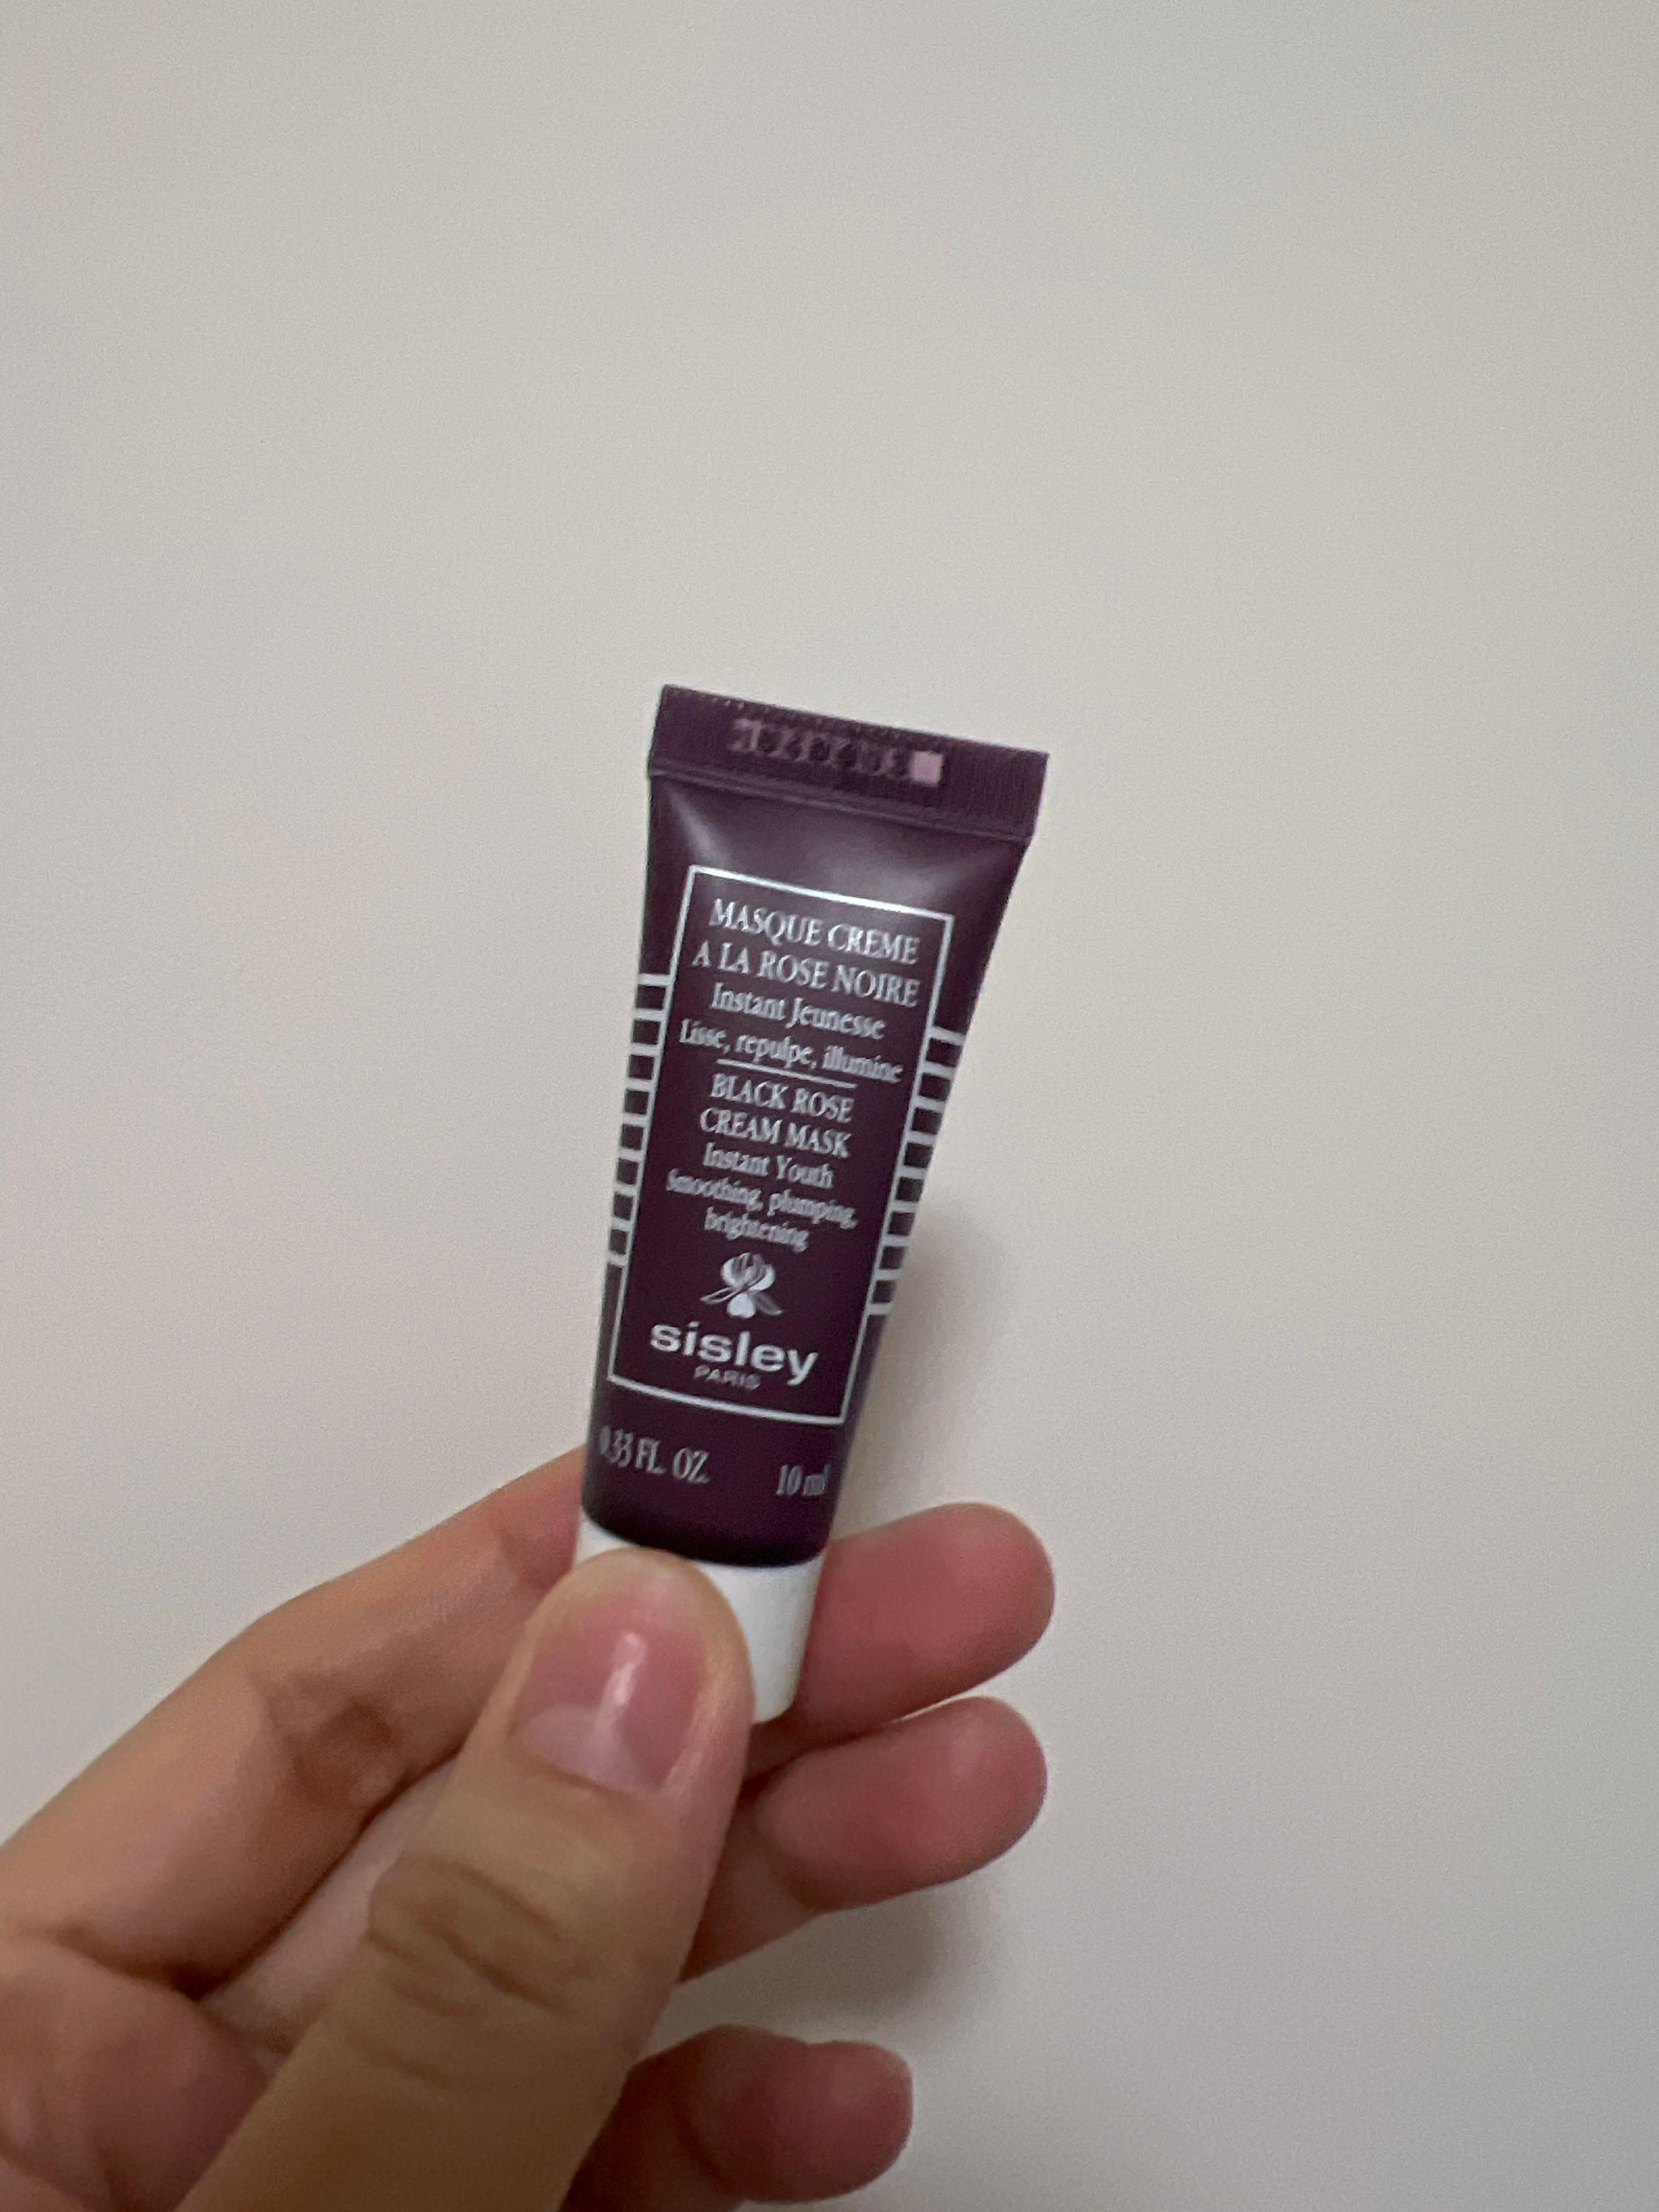 MASQUE CREME
A LA ROSE NOIRE
Instant Jeunesse
Lisse, repulpe, illumine
BLACK ROSE
CREAM MASK
Instant Youth
Smoothing, plumping,
brightening
sisley
PARIS
0.33 FL. OZ. 10 ml